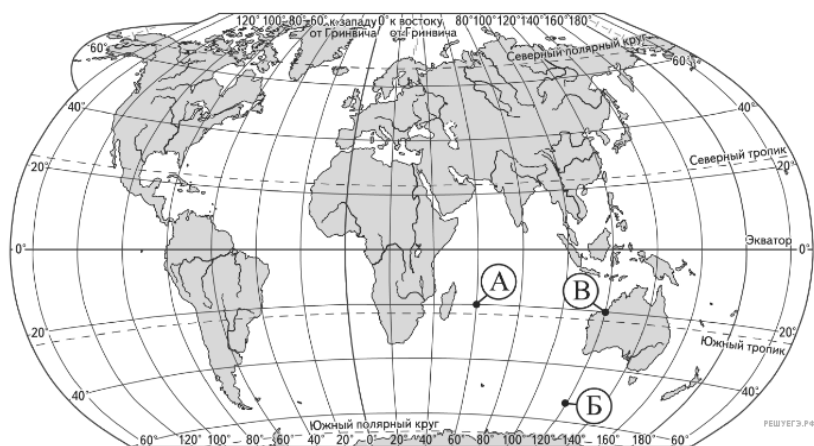 120° 100° 80° 60° к западу 0° к востоку 80° 100° 120° 140° 160° 180°
от Гринвича от Гринвича
Северный полярный круг
60° 60°
40° 40°
Северный тропик
20° 20°
Экватор
0° 0°
А
В
20° 20°
Южный тропик
40° 40°
Б
Южный полярный круг
60° 120° 100° 80° 60° 40° 20° 0° 20° 40° 60° 80° 100° 120° 140° 160° 180° 60°
РЕШУЕГЭ.РФ